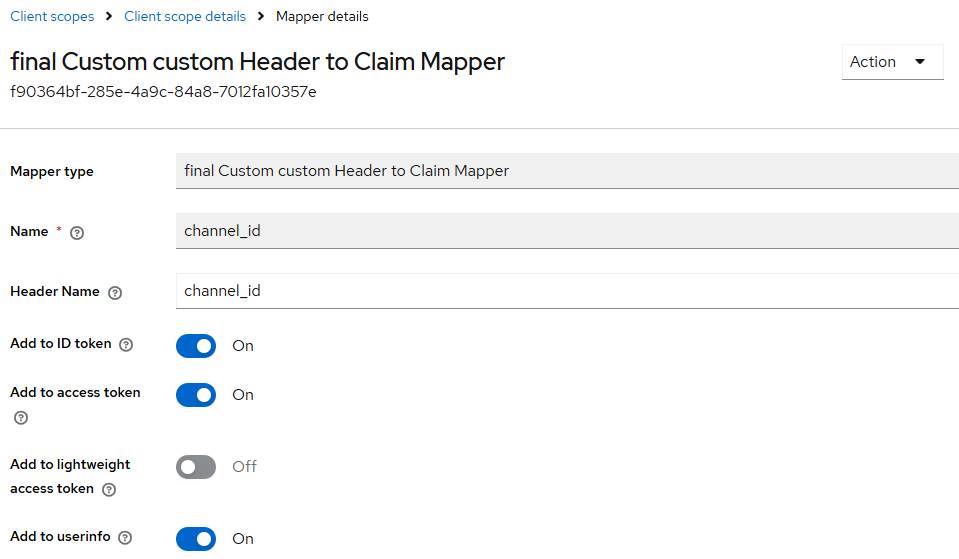 Client scopes > Client scope details > Mapper details
final Custom custom Header to Claim Mapper
Action
f90364bf-285e-4a9c-84a8-7012fa10357e
Mapper type final Custom custom Header to Claim Mapper
Name * channel_id
Header Name channel_id
Add to ID token On
Add to access token On
Add to lightweight
access token Off
Add to userinfo On